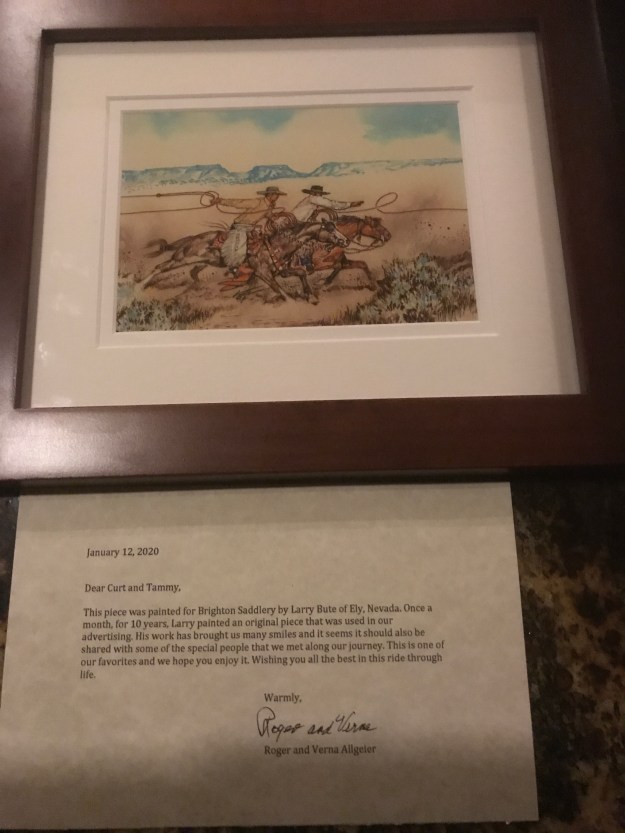 January 12, 2020
Dear Curt and Tammy,
This piece was painted for Brighton Saddlery by Larry Bute of Ely, Nevada. Once a
month, for 10 years, Larry painted an original piece that was used in our
advertising. His work has brought us many smiles and it seems it should also be
shared with some of the special people that we met along our journey. This is one of
our favorites and we hope you enjoy it. Wishing you all the best in this ride through
life.
Warmly,
Roger and Verna
Roger and Verna Allgeier